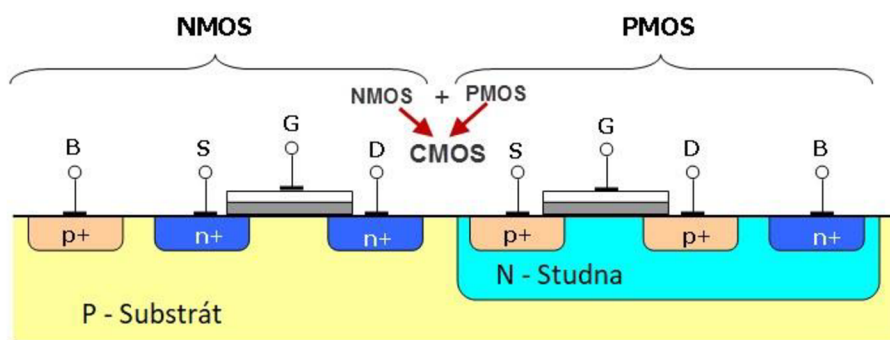 NMOS PMOS
NMOS + PMOS
CMOS
B S G D S G D B
p+ n+ n+ p+ p+ n+
N - Studna
P - Substrát